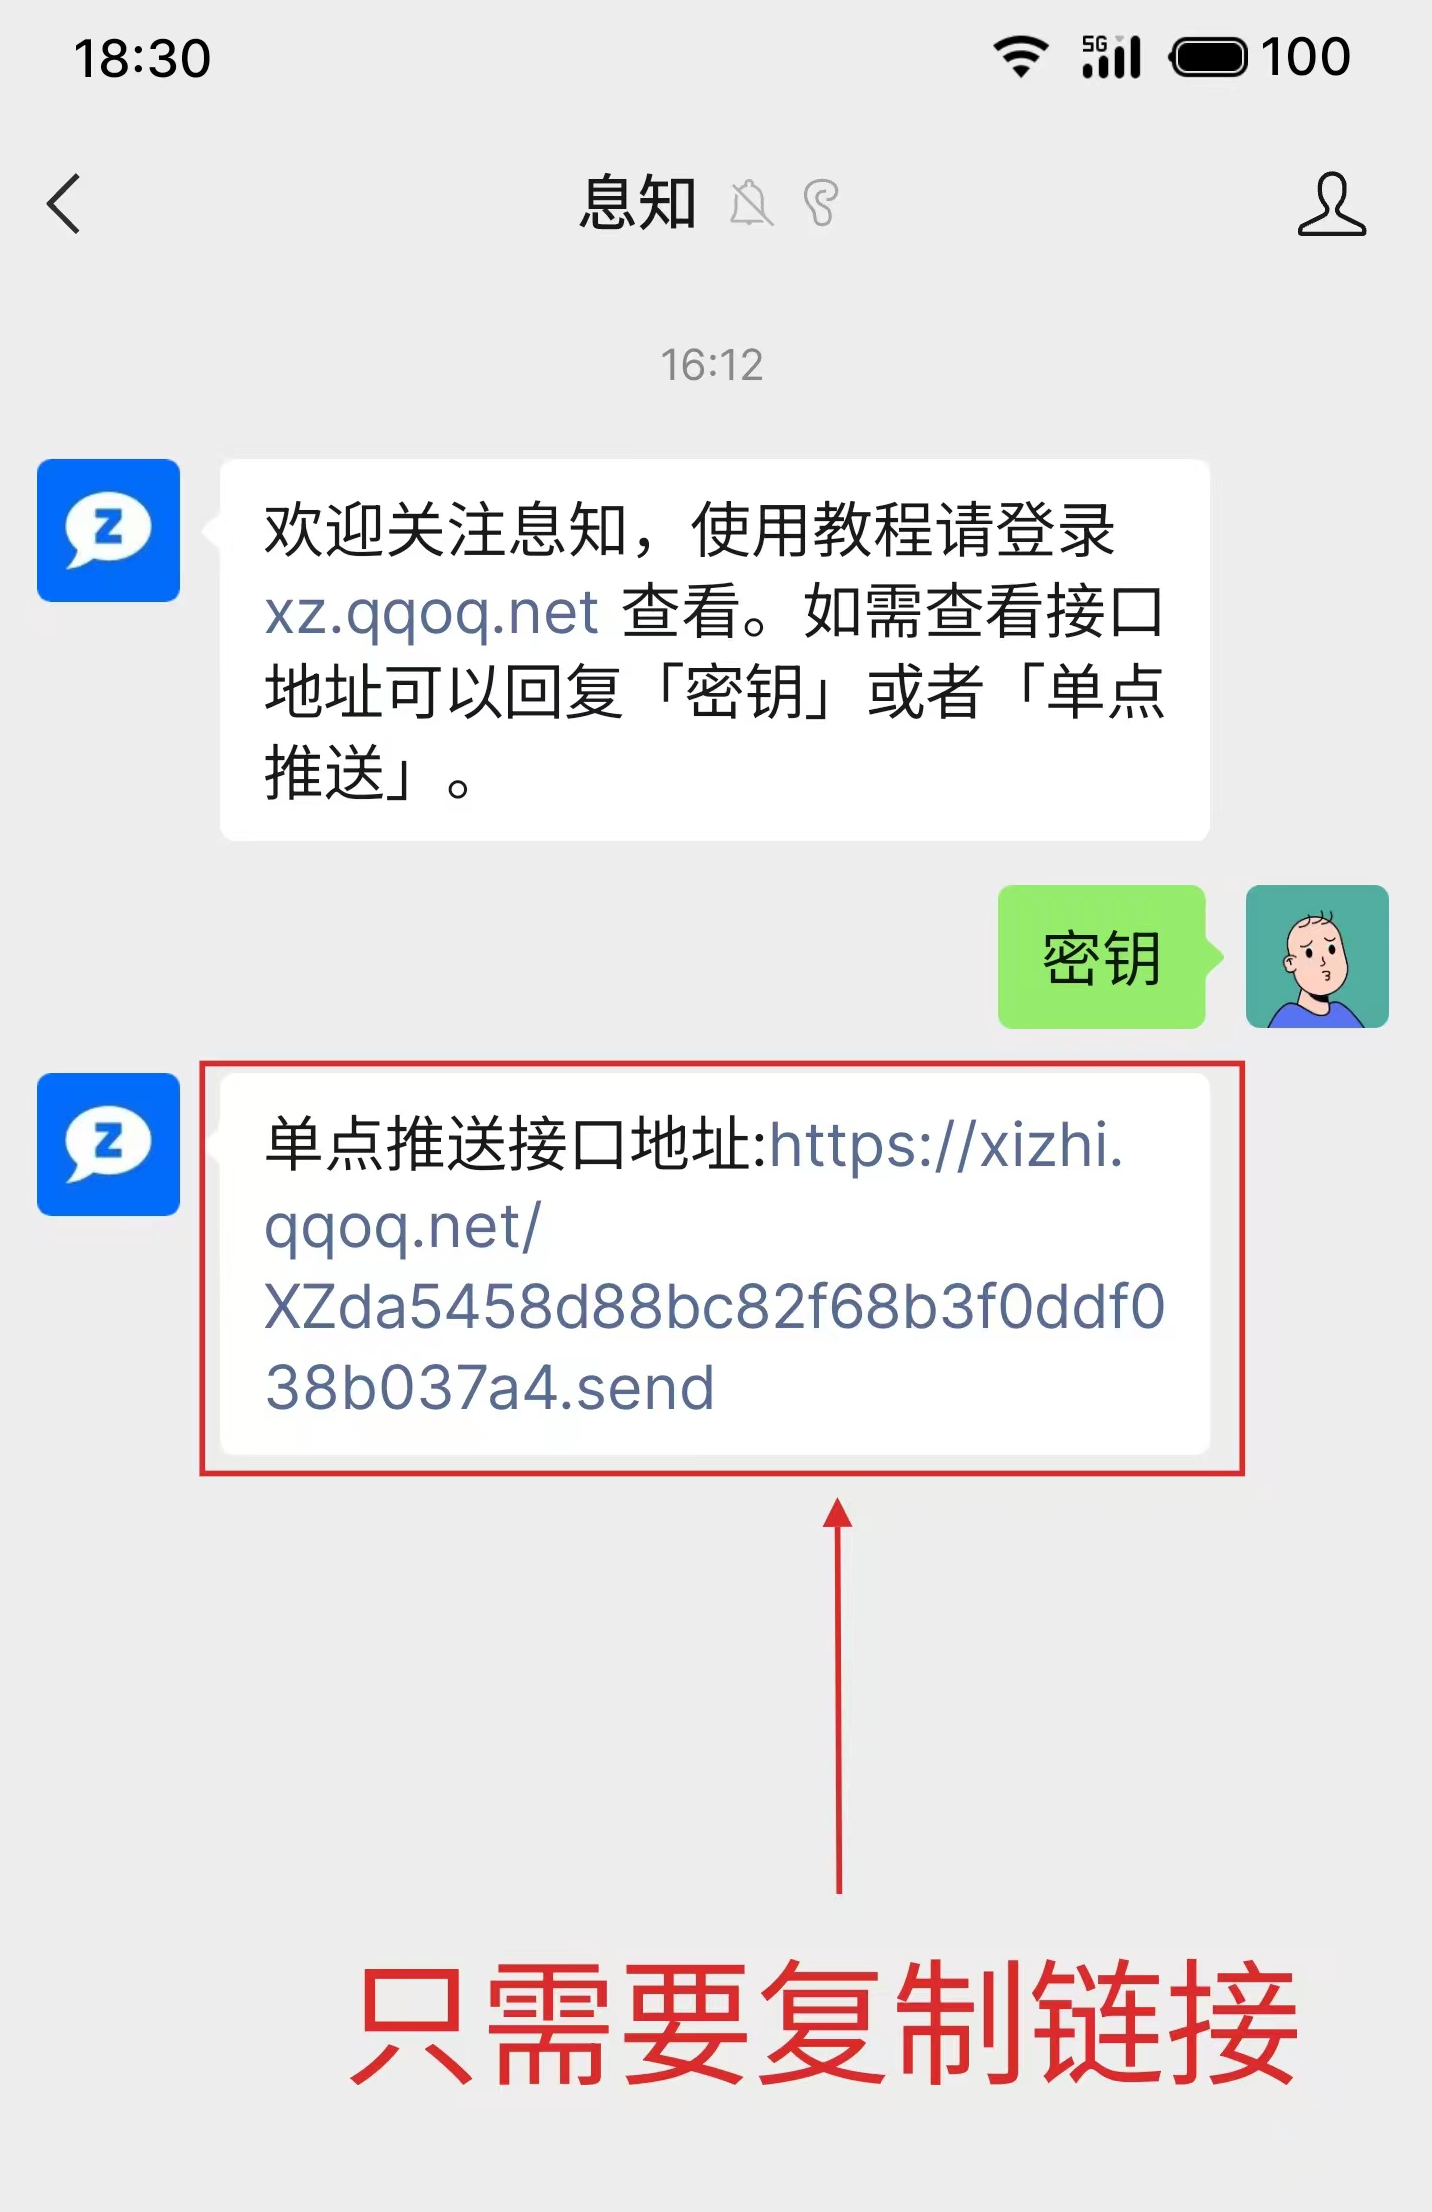 18:30
5G
100
息知
16:12
欢迎关注息知，使用教程请登录
xz.qqoq.net 查看。如需查看接口
地址可以回复「密钥」或者「单点
推送」。
密钥
单点推送接口地址:https://xizhi.
qqoq.net/
XZda5458d88bc82f68b3f0ddf0
38b037a4.send
只需要复制链接